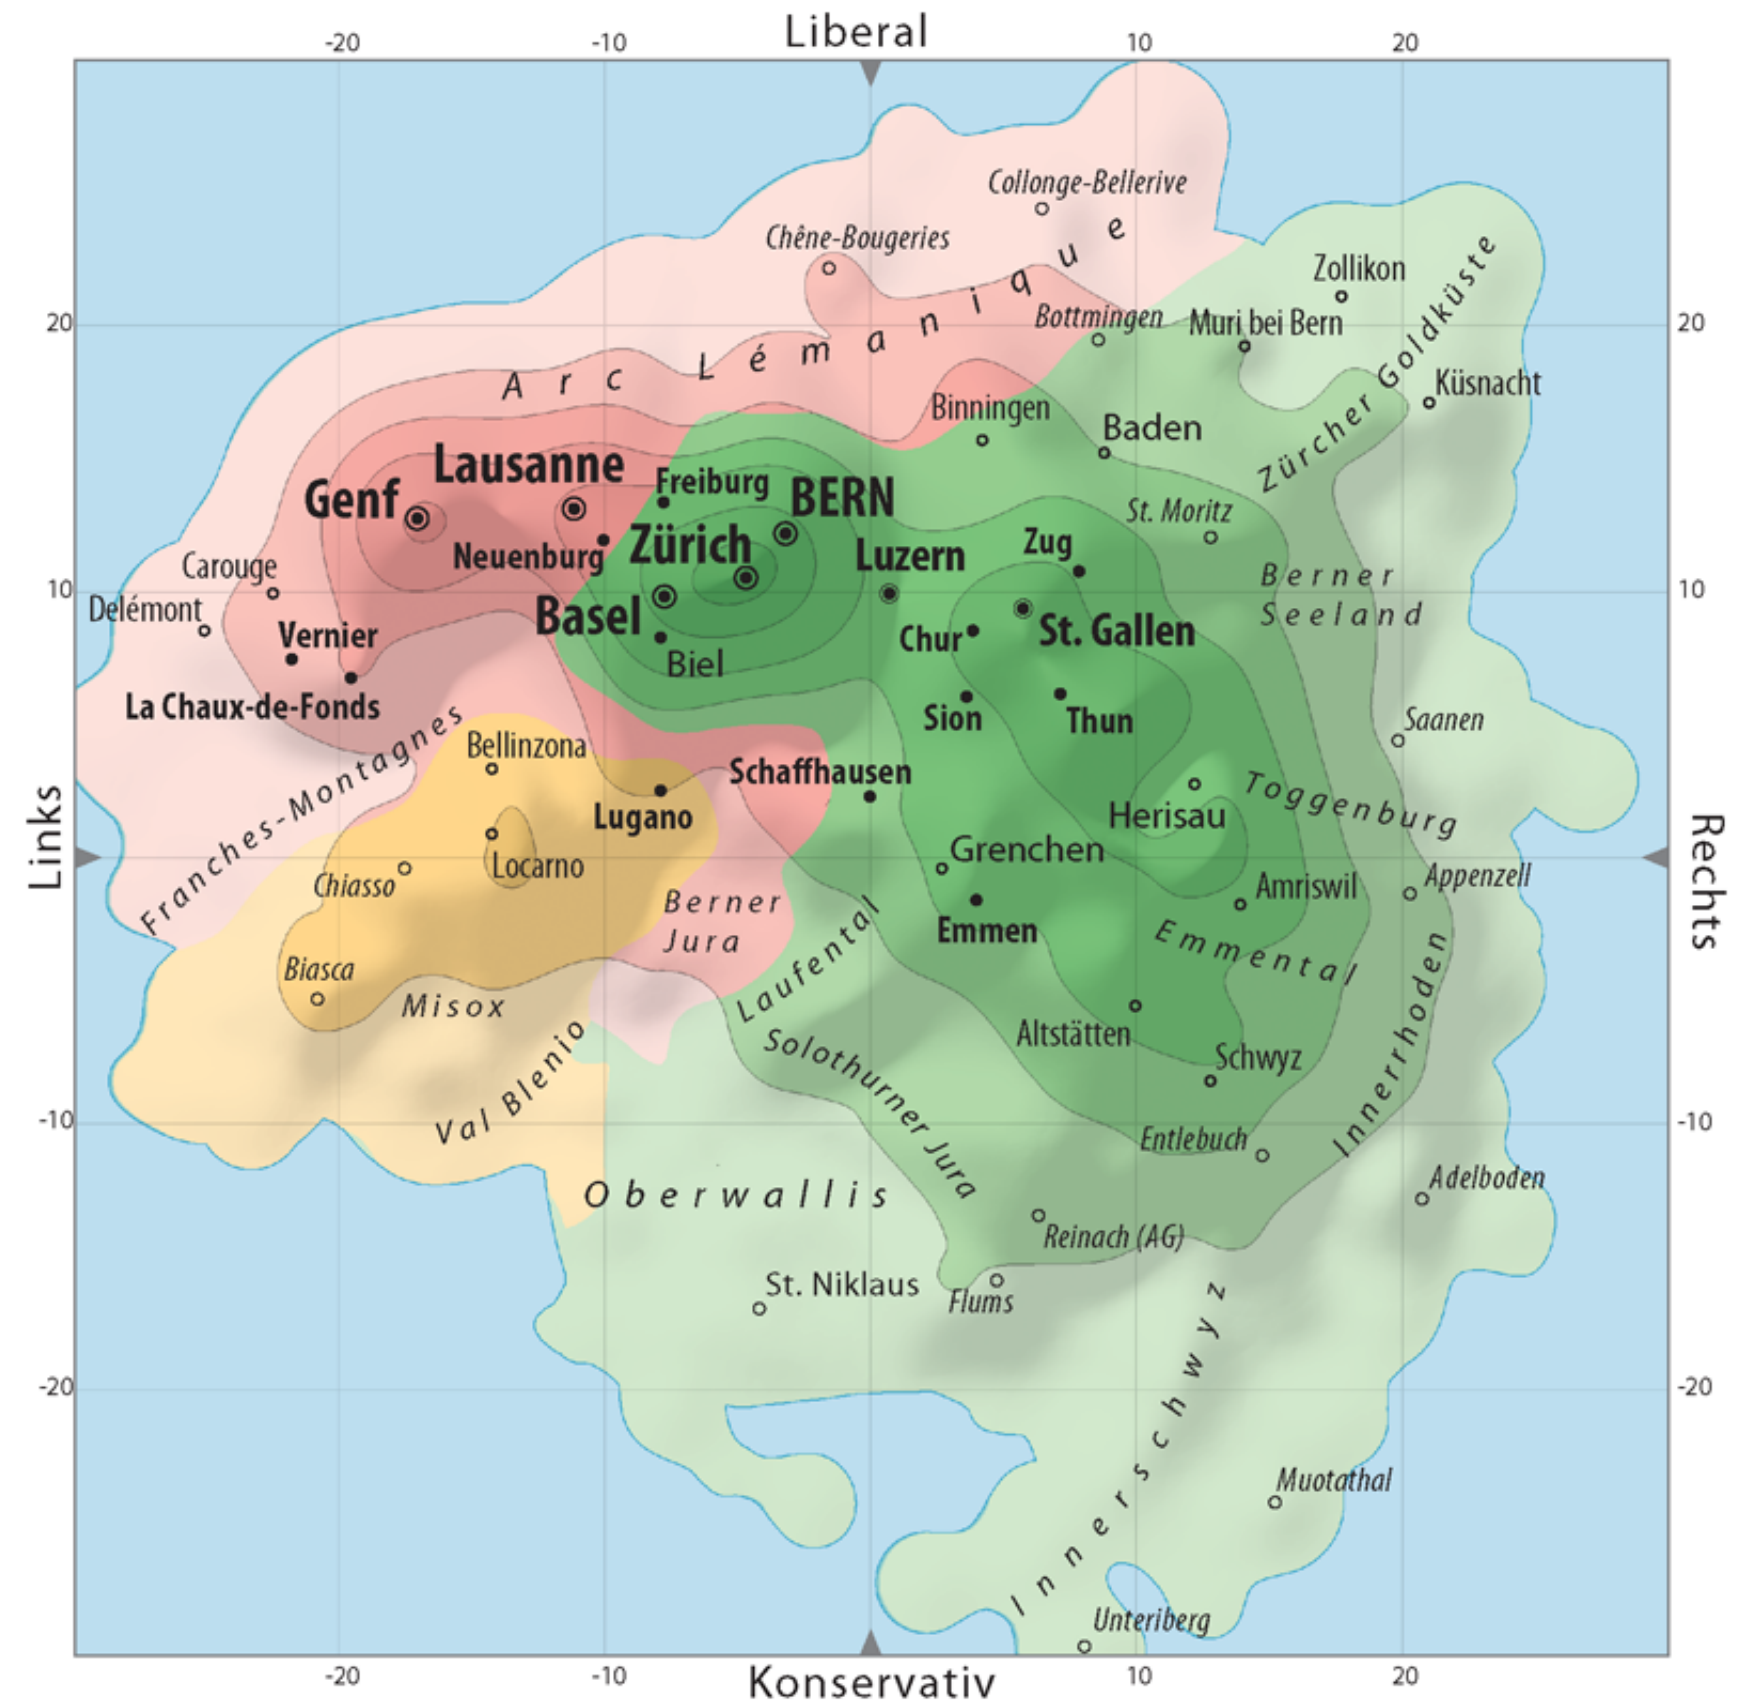 Liberal
-20
-10
10
20
Collonge-Bellerive
Chêne-Bougeries
Zollikon
Goldküste
20
Arc Lémanique
Bottmingen
Muri bei Bern
20
Küsnacht
Binningen
Baden
Zürcher
Lausanne
Genf
Freiburg
BERN
St. Moritz
Neuenburg
Zürich
Luzern
Zug
Carouge
Berner
Seeland
10
10
Delémont
Basel
Vernier
Chur
St. Gallen
Biel
La Chaux-de-Fonds
Sion
Thun
Saanen
Bellinzona
Franches-Montagnes
Schaffhausen
Toggenburg
Lugano
Herisau
Links
Rechts
Grenchen
Locarno
Chiasso
Amriswil
Appenzell
Berner
Jura
Emmen
Emmental
Laufental
Biasca
Misox
Innerrhoden
Altstätten
Solothurner Jura
Schwyz
Val Blenio
-10
-10
Entlebuch
Adelboden
Oberwallis
Reinach (AG)
St. Niklaus
Flums
-20
-20
Innerschwyz
Muotathal
Unteriberg
-20
-10
Konservativ
10
20